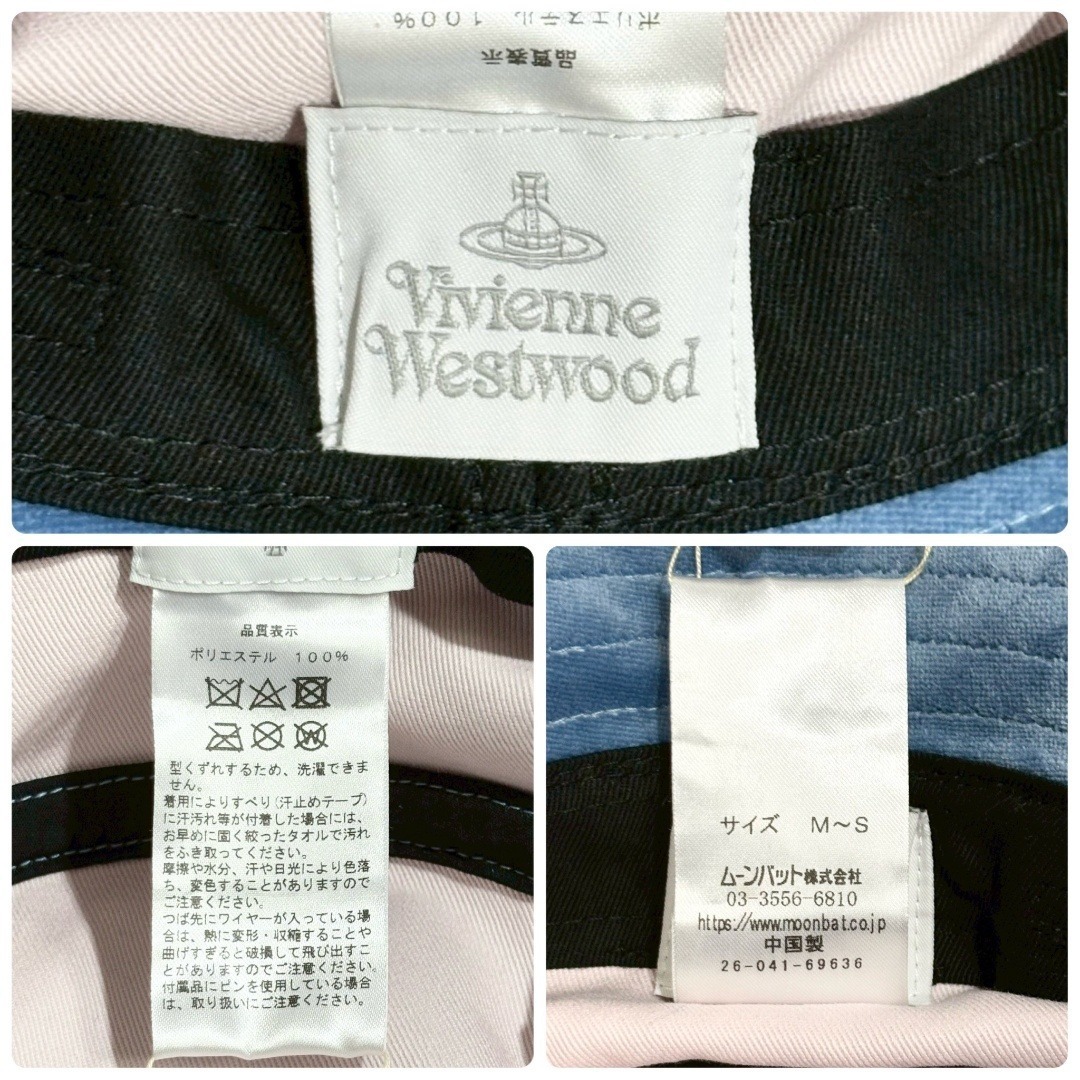 ポリエステル 100%
品質表示
Vivienne
Westwood
品質表示
ポリエステル 100%
W
型くずれするため、洗濯できま
せん。
着用によりすべり(汗止めテープ)
に汗汚れ等が付着した場合には、
お早めに固く絞ったタオルで汚れ
をふき取ってください。
摩擦や水分、汗や日光により色落
ち、変色することがありますので
ご注意ください。
つば先にワイヤーが入っている場
合は、熱に変形・収縮することや
曲げすぎると破損して飛び出すこ
とがありますのでご注意ください。
付属品にピンを使用している場合
は、取り扱いにご注意ください。
サイズ M～S
ムーンバット株式会社
03-3556-6810
https://www.moonbat.co.jp
中国製
26-041-69636